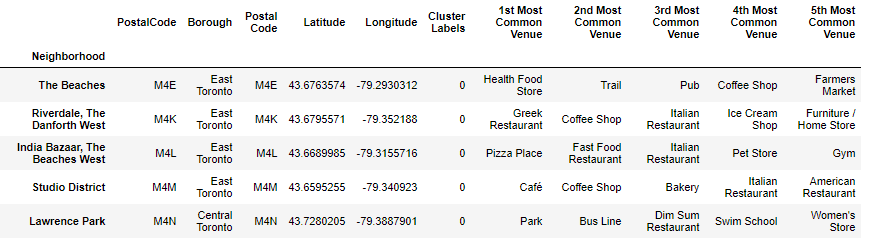 PostalCode Borough Postal Code Latitude Longitude Cluster Labels 1st Most Common Venue 2nd Most Common Venue 3rd Most Common Venue 4th Most Common Venue 5th Most Common Venue
Neighborhood
The Beaches M4E East Toronto M4E 43.6763574 -79.2930312 0 Health Food Store Trail Pub Coffee Shop Farmers Market
Riverdale, The Danforth West M4K East Toronto M4K 43.6795571 -79.352188 0 Greek Restaurant Coffee Shop Italian Restaurant Ice Cream Shop Furniture / Home Store
India Bazaar, The Beaches West M4L East Toronto M4L 43.6689985 -79.3155716 0 Pizza Place Fast Food Restaurant Italian Restaurant Pet Store Gym
Studio District M4M East Toronto M4M 43.6595255 -79.340923 0 Café Coffee Shop Bakery Italian Restaurant American Restaurant
Lawrence Park M4N Central Toronto M4N 43.7280205 -79.3887901 0 Park Bus Line Dim Sum Restaurant Swim School Women's Store